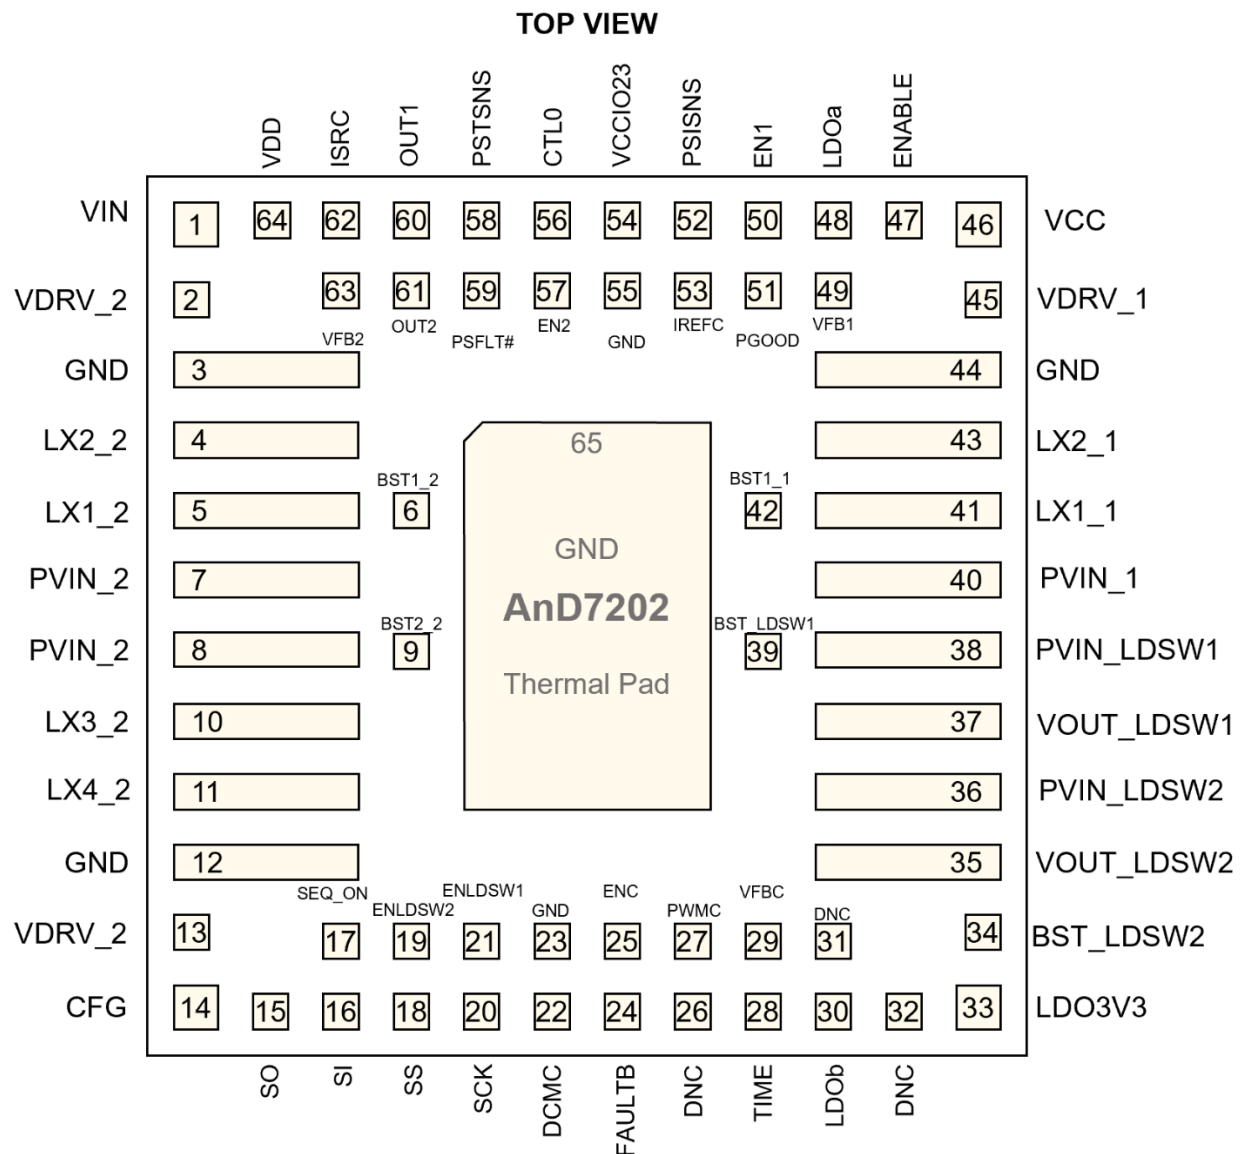 TOP VIEW
VDD
ISRC
OUT1
PSTSNS
CTL0
VCCIO23
PSISNS
EN1
LDOa
ENABLE
VIN 1 64 62 60 58 56 54 52 50 48 47 46 VCC
VDRV_2 2 63 61 59 57 55 53 51 49 45 VDRV_1
VFB2 OUT2 PSFLT# EN2 GND IREFC PGOOD VFB1
GND 3 44 GND
LX2_2 4 65 43 LX2_1
BST1_2 BST1_1
LX1_2 5 6 42 41 LX1_1
GND
PVIN_2 7 40 PVIN_1
AnD7202
BST2_2 BST_LDSW1
PVIN_2 8 9 39 38 PVIN_LDSW1
Thermal Pad
LX3_2 10 37 VOUT_LDSW1
LX4_2 11 36 PVIN_LDSW2
GND 12 35 VOUT_LDSW2
SEQ_ON ENLDSW2 ENLDSW1 GND ENC PWMC VFBC DNC
VDRV_2 13 17 19 21 23 25 27 29 31 34 BST_LDSW2
CFG 14 15 16 18 20 22 24 26 28 30 32 33 LDO3V3
SO
SI
SS
SCK
DCMC
FAULTB
DNC
TIME
LDOb
DNC